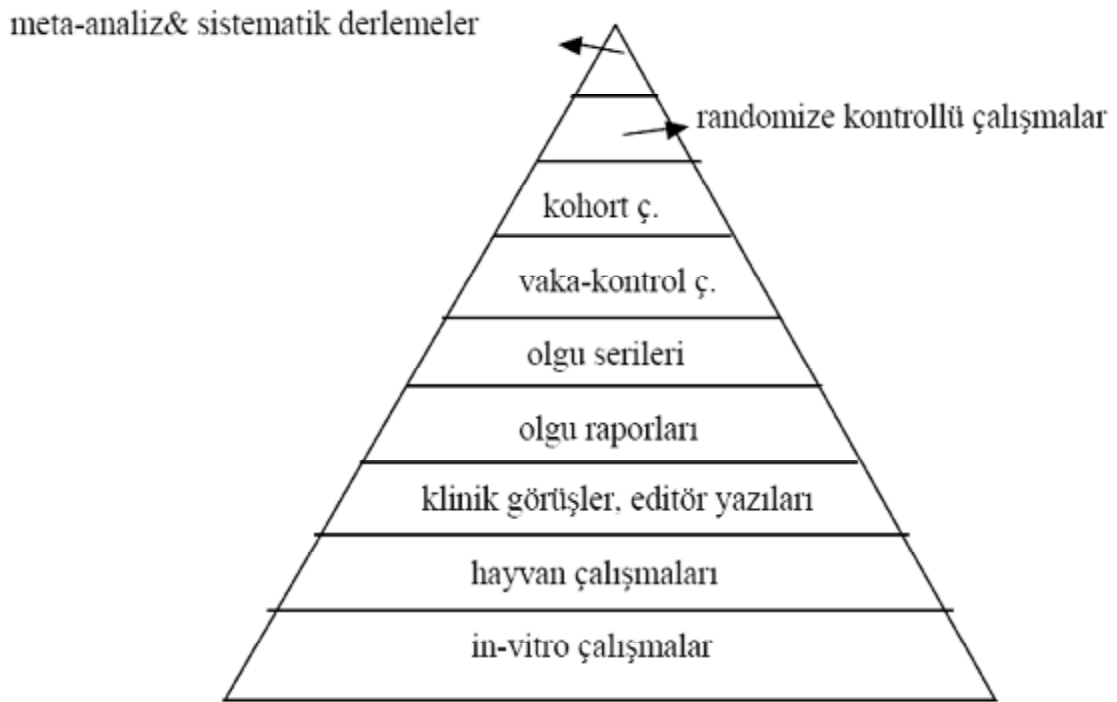 meta-analiz& sistematik derlemeler
randomize kontrollü çalışmalar
kohort ç.
vaka-kontrol ç.
olgu serileri
olgu raporları
klinik görüşler, editör yazıları
hayvan çalışmaları
in-vitro çalışmalar